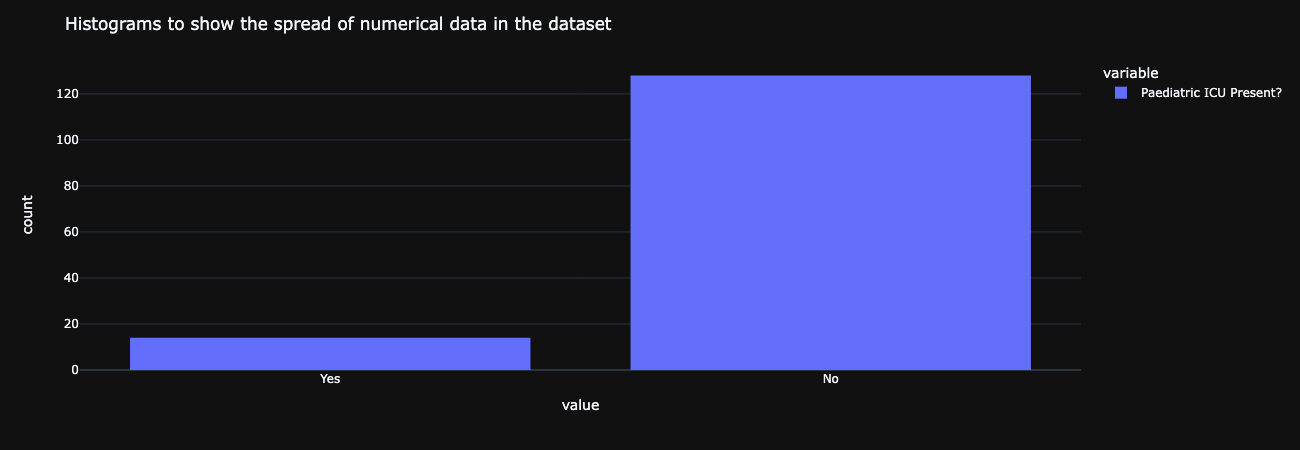 Histograms to show the spread of numerical data in the dataset
variable
Paediatric ICU Present?
120
100
80
60
40
20
0
count
Yes
No
value